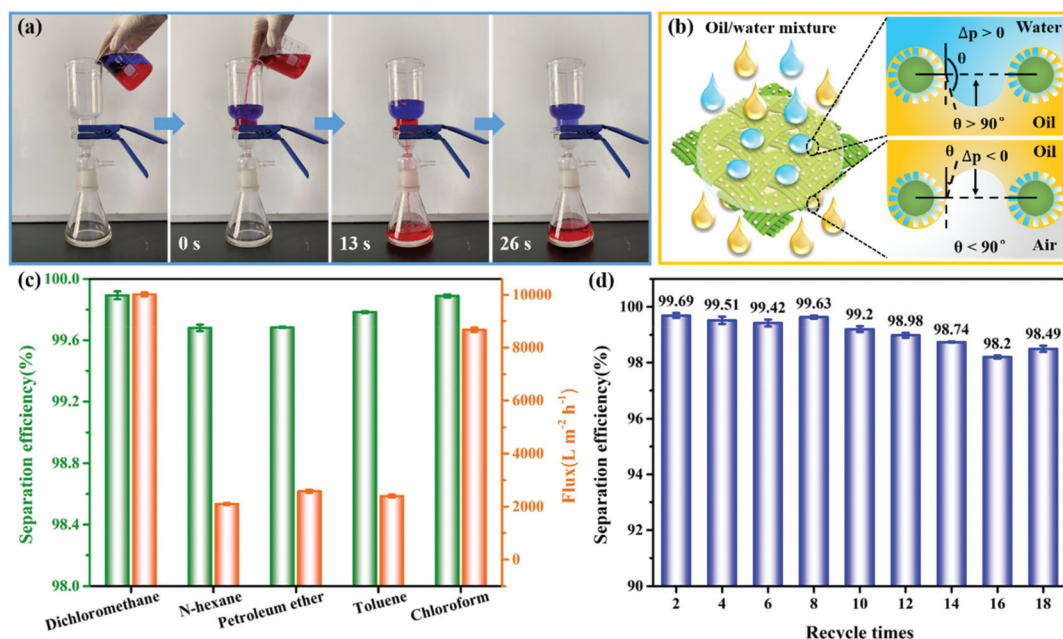 (a)
0 s
13 s
26 s
(b)
Oil/water mixture
Δp > 0
Water
θ
θ > 90°
Oil
Oil
θ
Δp < 0
θ < 90°
Air
(c)
Separation efficiency(%)
100.0
99.6
99.2
98.8
98.4
98.0
10000
8000
6000
4000
2000
0
Flux(L m⁻² h⁻¹)
Dichloromethane
N-hexane
Petroleum ether
Toluene
Chloroform
(d)
Separation efficiency(%)
100
98
96
94
92
90
99.69
99.51
99.42
99.63
99.2
98.98
98.74
98.2
98.49
2 4 6 8 10 12 14 16 18
Recycle times